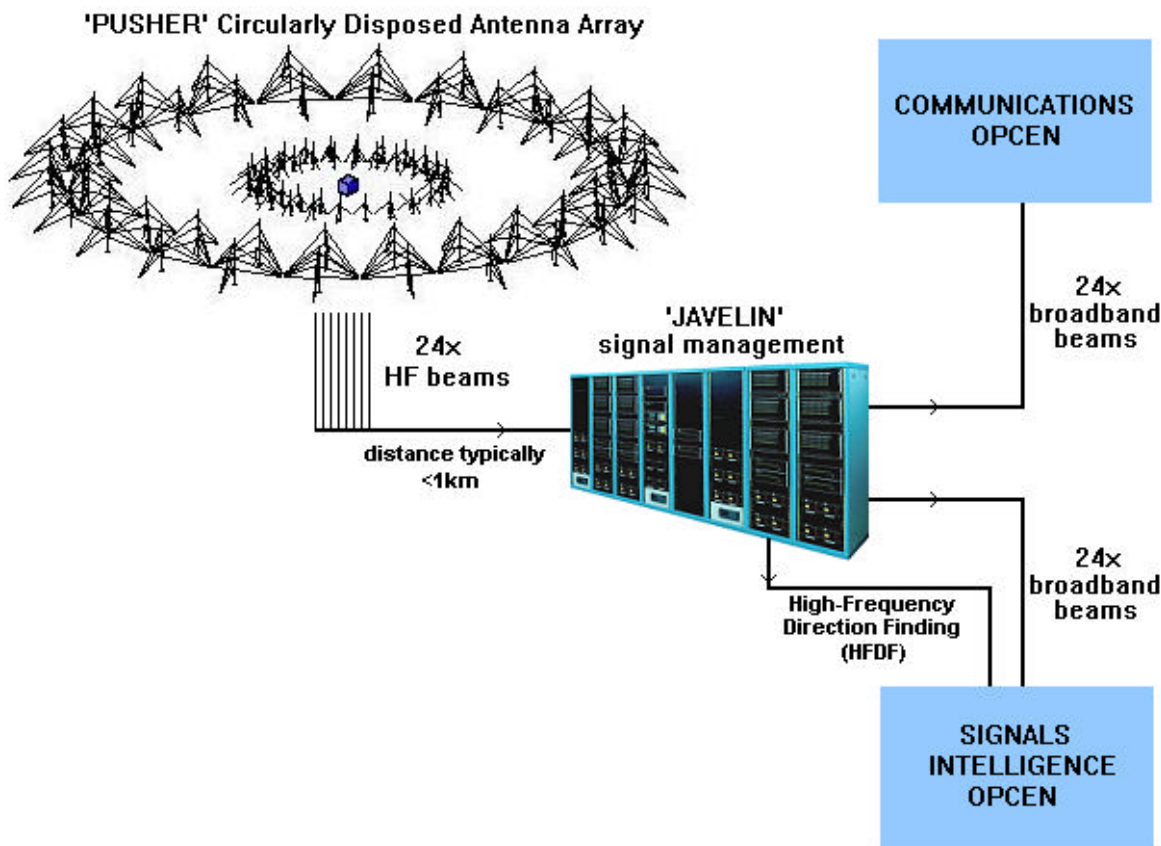 'PUSHER' Circularly Disposed Antenna Array
COMMUNICATIONS
OPCEN
24x
HF beams
'JAVELIN'
signal management
24x
broadband
beams
distance typically
<1km
24x
broadband
beams
High-Frequency
Direction Finding
(HFDF)
SIGNALS
INTELLIGENCE
OPCEN